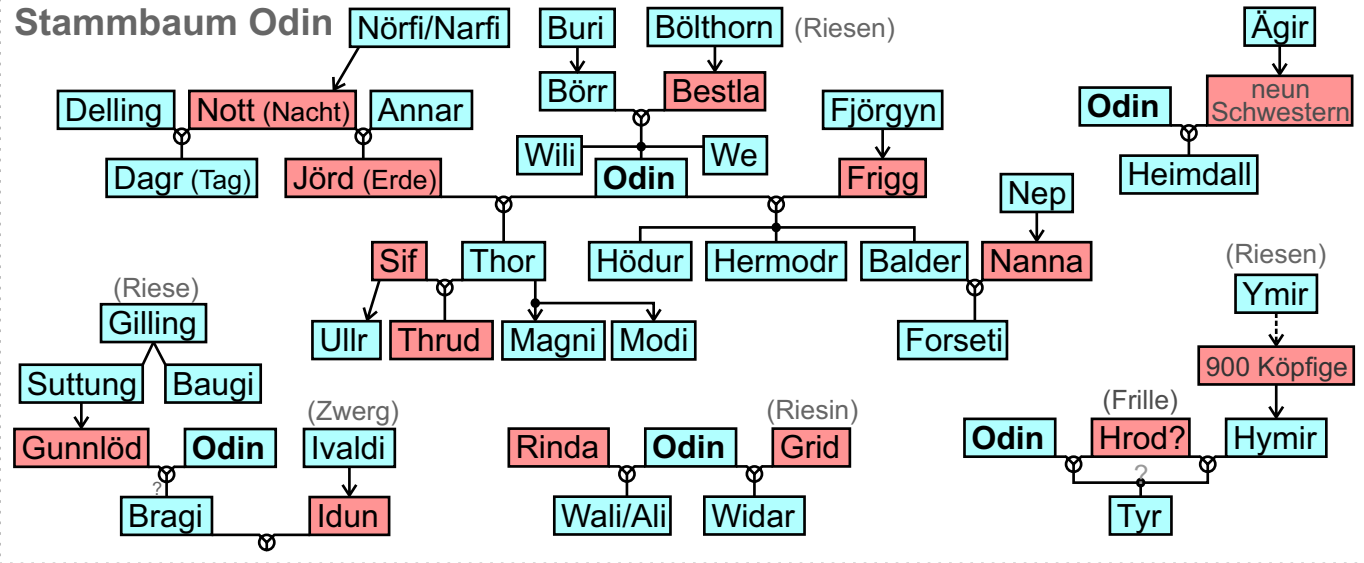 Stammbaum Odin
Nörfi/Narfi
Buri
Bölthorn (Riesen)
Ägir
Delling
Nott (Nacht)
Annar
Börr
Bestla
Fjörgyn
Odin
neun
Schwestern
Wili
We
Dagr (Tag)
Jörd (Erde)
Odin
Frigg
Heimdall
Nep
Sif
Thor
Hödur
Hermodr
Balder
Nanna
(Riesen)
Ymir
(Riese)
Gilling
Ullr
Thrud
Magni
Modi
Forseti
900 Köpfige
Suttung
Baugi
(Zwerg)
(Riesin)
(Frille)
Gunnlöd
Odin
Ivaldi
Rinda
Odin
Grid
Odin
Hrod?
Hymir
?
?
Bragi
Idun
Wali/Ali
Widar
Tyr